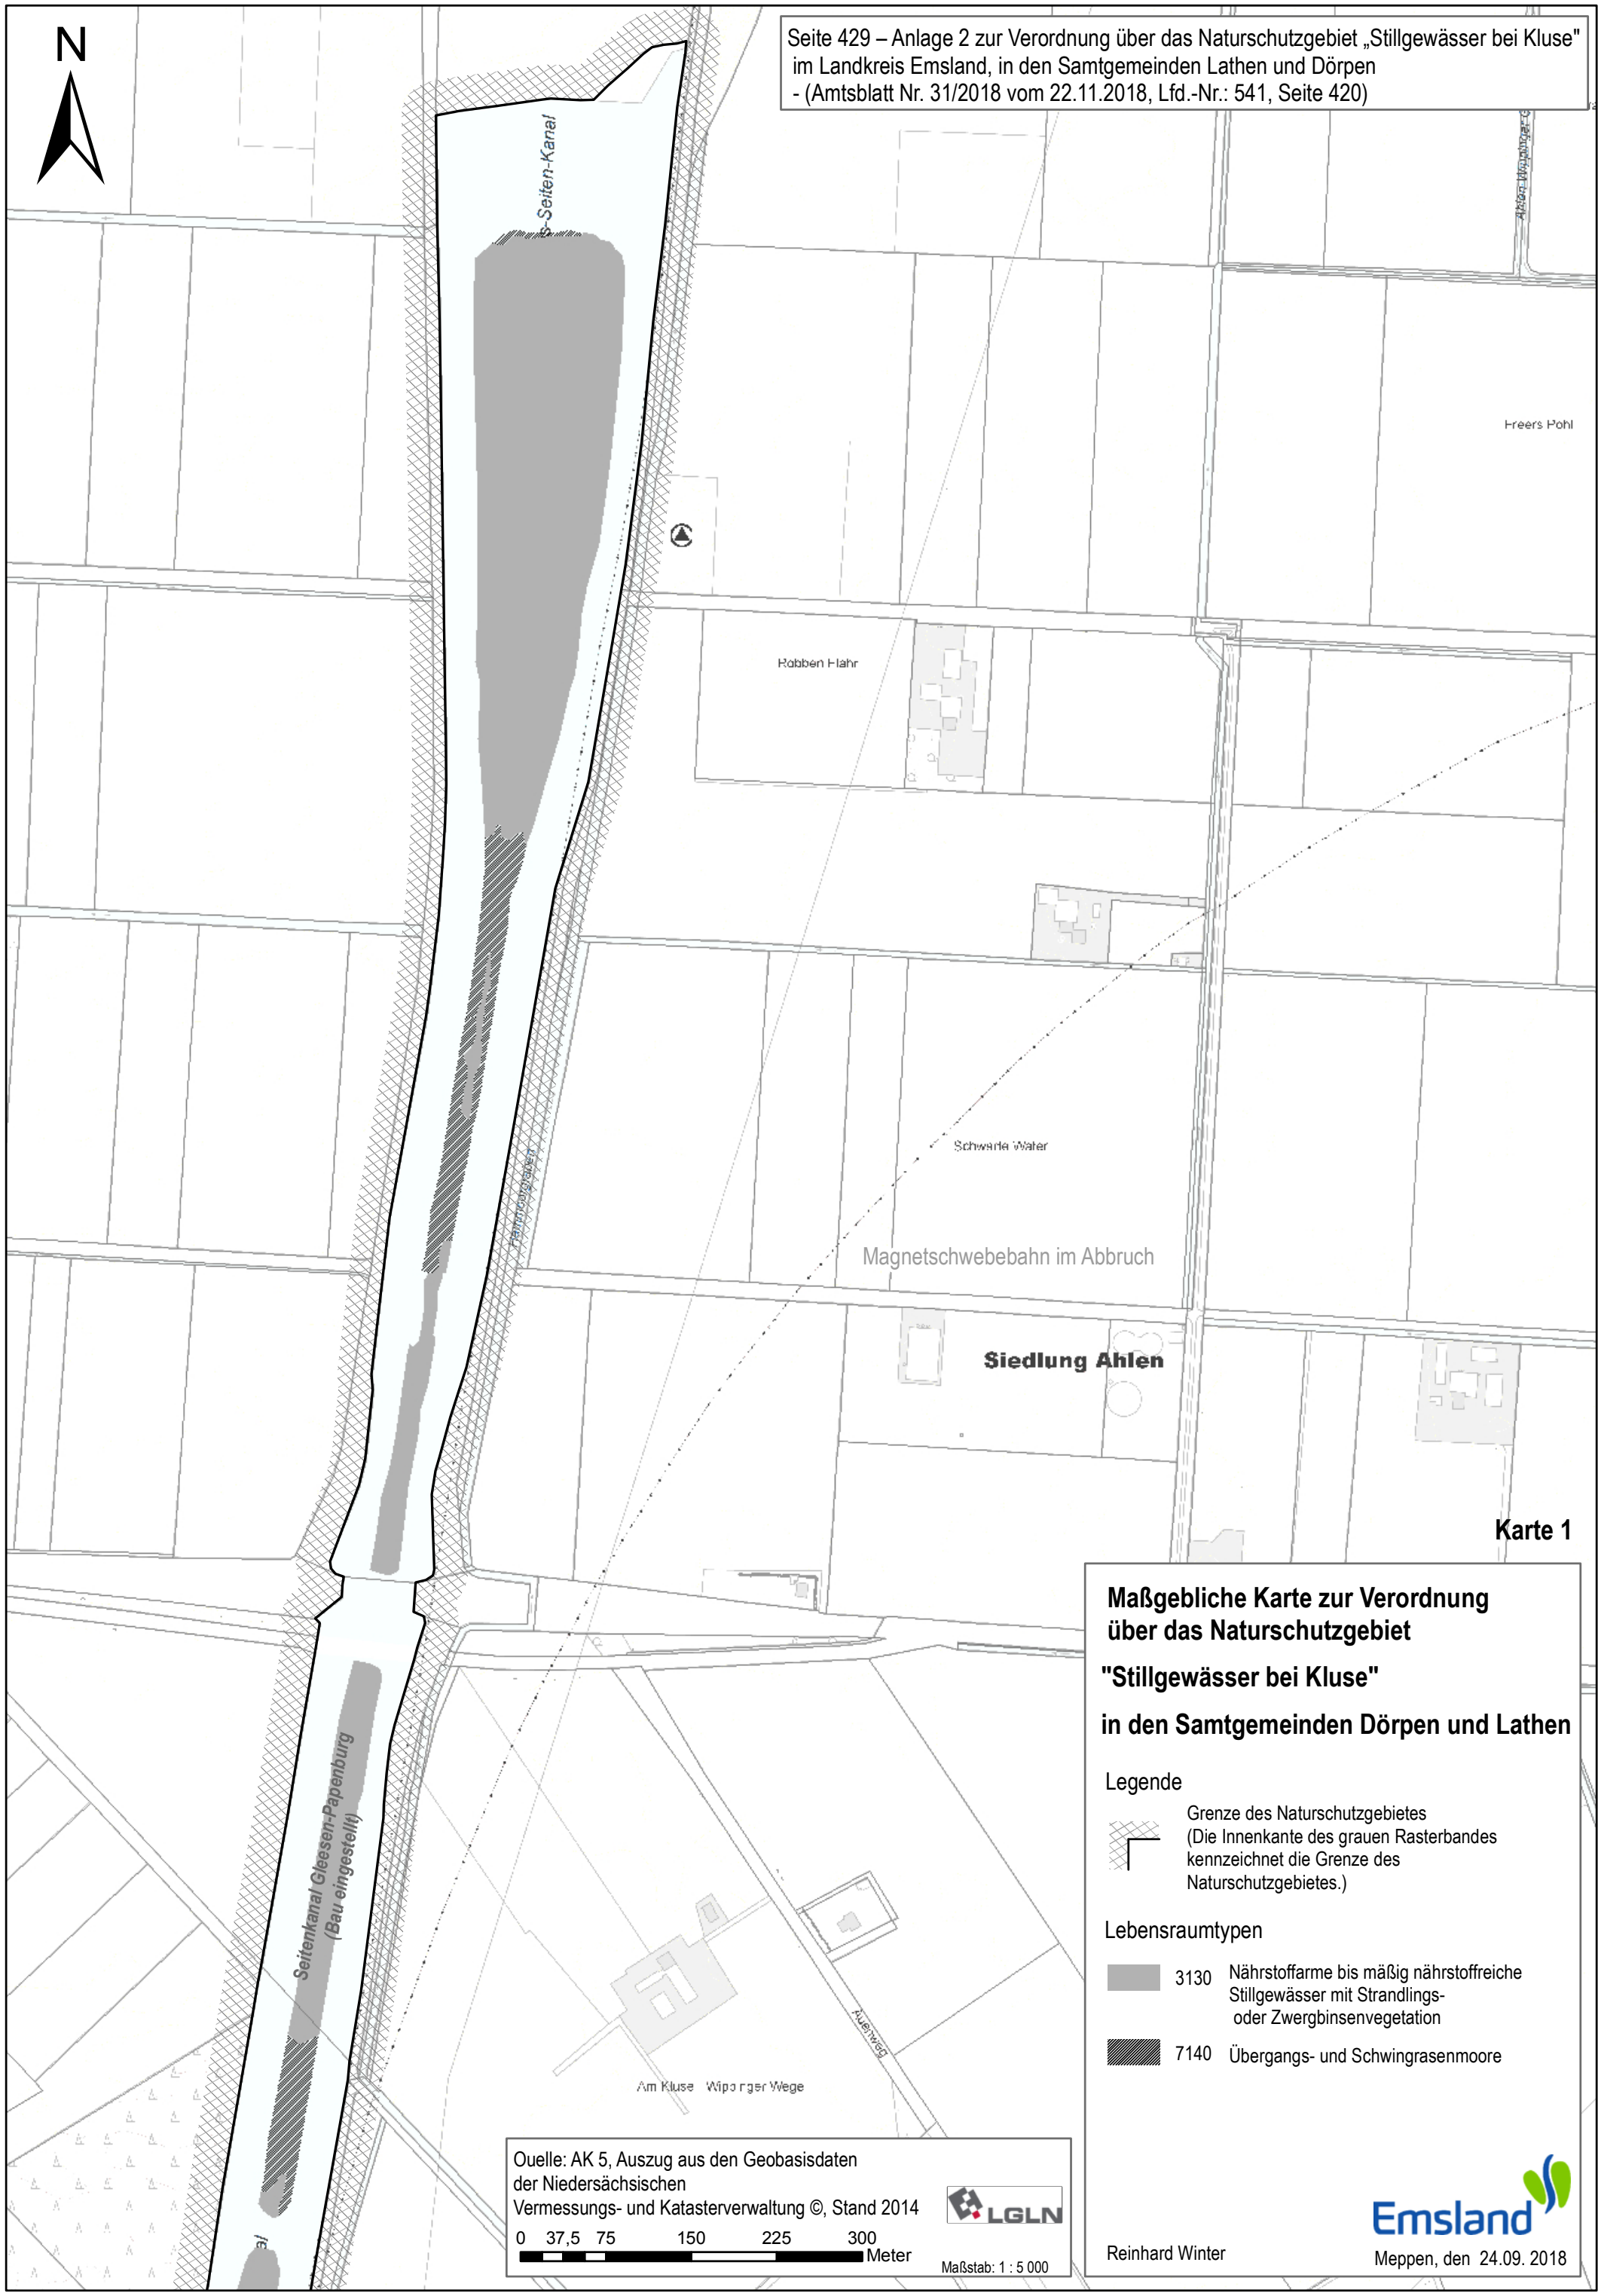 Seite 429 – Anlage 2 zur Verordnung über das Naturschutzgebiet „Stillgewässer bei Kluse"
im Landkreis Emsland, in den Samtgemeinden Lathen und Dörpen
- (Amtsblatt Nr. 31/2018 vom 22.11.2018, Lfd.-Nr.: 541, Seite 420)
N
s-Seiten-Kanal
Ahlen Wippinger
Freers Pohl
Robben Flahr
Schwarte Water
Magnetschwebebahn im Abbruch
Siedlung Ahlen
Seitenkanal Gleesen-Papenburg
(Bau eingestellt)
Auenweg
Am Kluse Wippinger Wege
Karte 1
Maßgebliche Karte zur Verordnung
über das Naturschutzgebiet
"Stillgewässer bei Kluse"
in den Samtgemeinden Dörpen und Lathen
Legende
Grenze des Naturschutzgebietes
(Die Innenkante des grauen Rasterbandes
kennzeichnet die Grenze des
Naturschutzgebietes.)
Lebensraumtypen
3130 Nährstoffarme bis mäßig nährstoffreiche
Stillgewässer mit Strandlings-
oder Zwergbinsenvegetation
7140 Übergangs- und Schwingrasenmoore
Emsland
Reinhard Winter
Meppen, den 24.09. 2018
Quelle: AK 5, Auszug aus den Geobasisdaten
der Niedersächsischen
Vermessungs- und Katasterverwaltung ©, Stand 2014
LGLN
0 37,5 75 150 225 300
Meter
Maßstab: 1 : 5 000